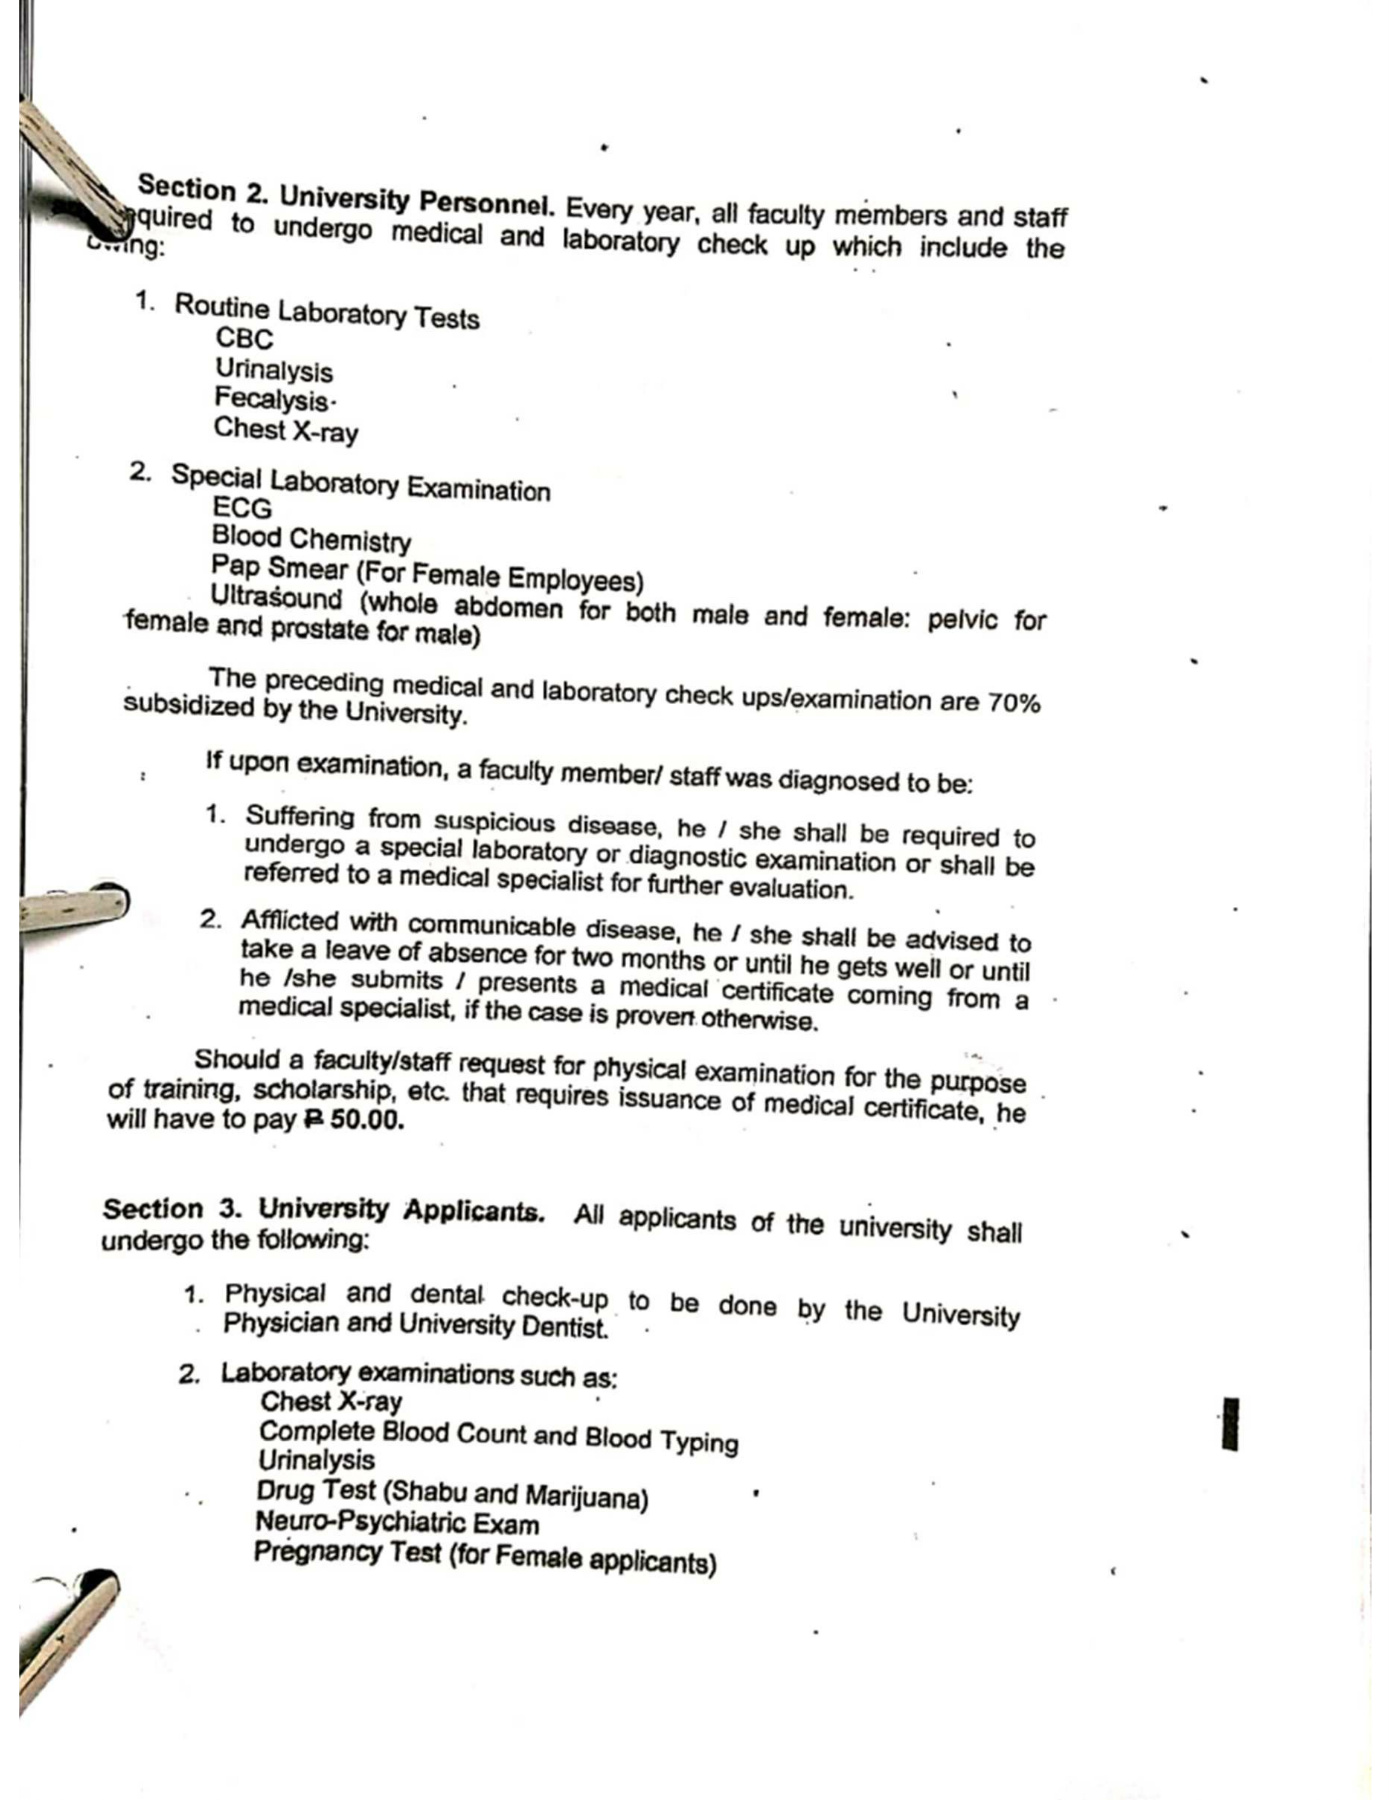 Section 2. University Personnel. Every year, all faculty members and staff
quired to undergo medical and laboratory check up which include the
wing:
1. Routine Laboratory Tests
CBC
Urinalysis
Fecalysis
Chest X-ray
2. Special Laboratory Examination
ECG
Blood Chemistry
Pap Smear (For Female Employees)
Ultrasound (whole abdomen for both male and female: pelvic for
female and prostate for male)
The preceding medical and laboratory check ups/examination are 70%
subsidized by the University.
If upon examination, a faculty member/ staff was diagnosed to be:
1. Suffering from suspicious disease, he / she shall be required to
undergo a special laboratory or diagnostic examination or shall be
referred to a medical specialist for further evaluation.
2. Afflicted with communicable disease, he / she shall be advised to
take a leave of absence for two months or until he gets well or until
he /she submits / presents a medical certificate coming from a
medical specialist, if the case is proven otherwise.
Should a faculty/staff request for physical examination for the purpose
of training, scholarship, etc. that requires issuance of medical certificate, he
will have to pay ₱ 50.00.
Section 3. University Applicants. All applicants of the university shall
undergo the following:
1. Physical and dental check-up to be done by the University
Physician and University Dentist.
2. Laboratory examinations such as:
Chest X-ray
Complete Blood Count and Blood Typing
Urinalysis
Drug Test (Shabu and Marijuana)
Neuro-Psychiatric Exam
Pregnancy Test (for Female applicants)